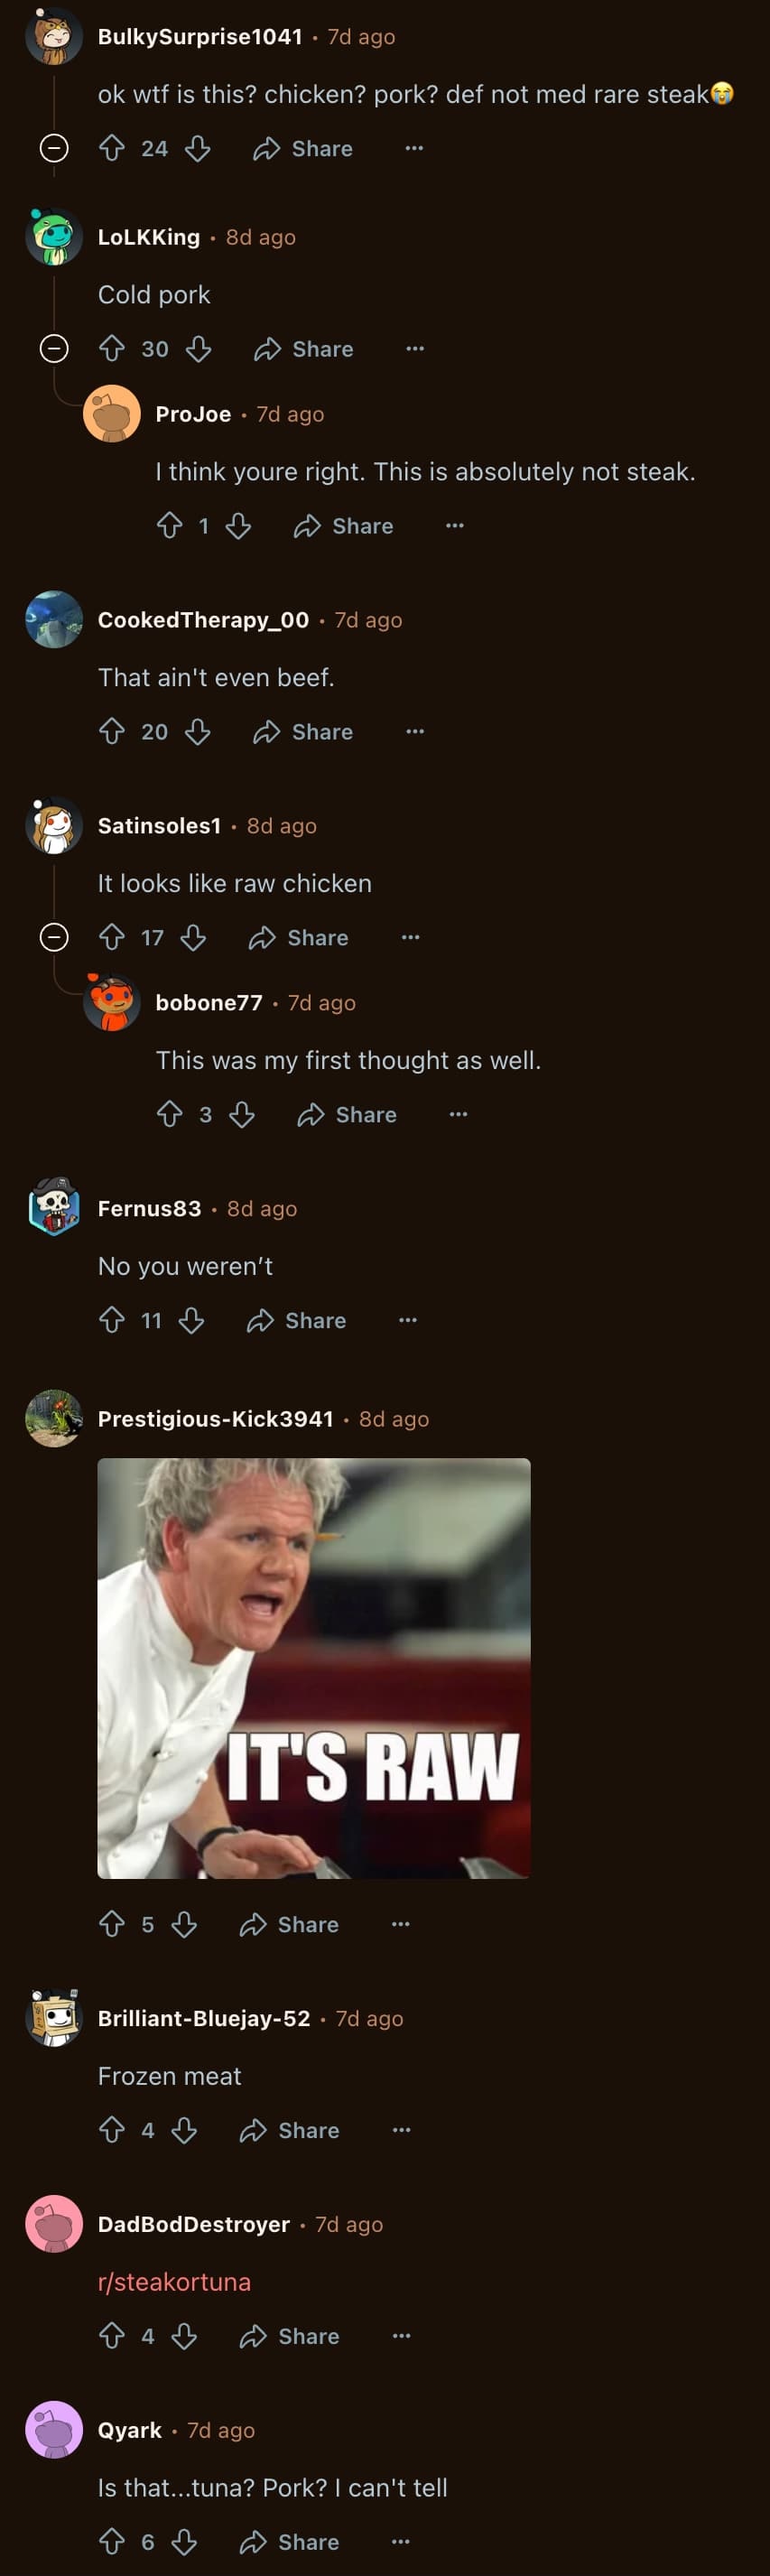 BulkySurprise1041 • 7d ago
ok wtf is this? chicken? pork? def not med rare steak😭
24 Share ...
LoLKKing • 8d ago
Cold pork
30 Share ...
ProJoe • 7d ago
I think youre right. This is absolutely not steak.
1 Share ...
CookedTherapy_00 • 7d ago
That ain't even beef.
20 Share ...
Satinsoles1 • 8d ago
It looks like raw chicken
17 Share ...
bobone77 • 7d ago
This was my first thought as well.
3 Share ...
Fernus83 • 8d ago
No you weren’t
11 Share ...
Prestigious-Kick3941 • 8d ago
IT'S RAW
5 Share ...
Brilliant-Bluejay-52 • 7d ago
Frozen meat
4 Share ...
DadBodDestroyer • 7d ago
r/steakortuna
4 Share ...
Qyark • 7d ago
Is that...tuna? Pork? I can't tell
6 Share ...